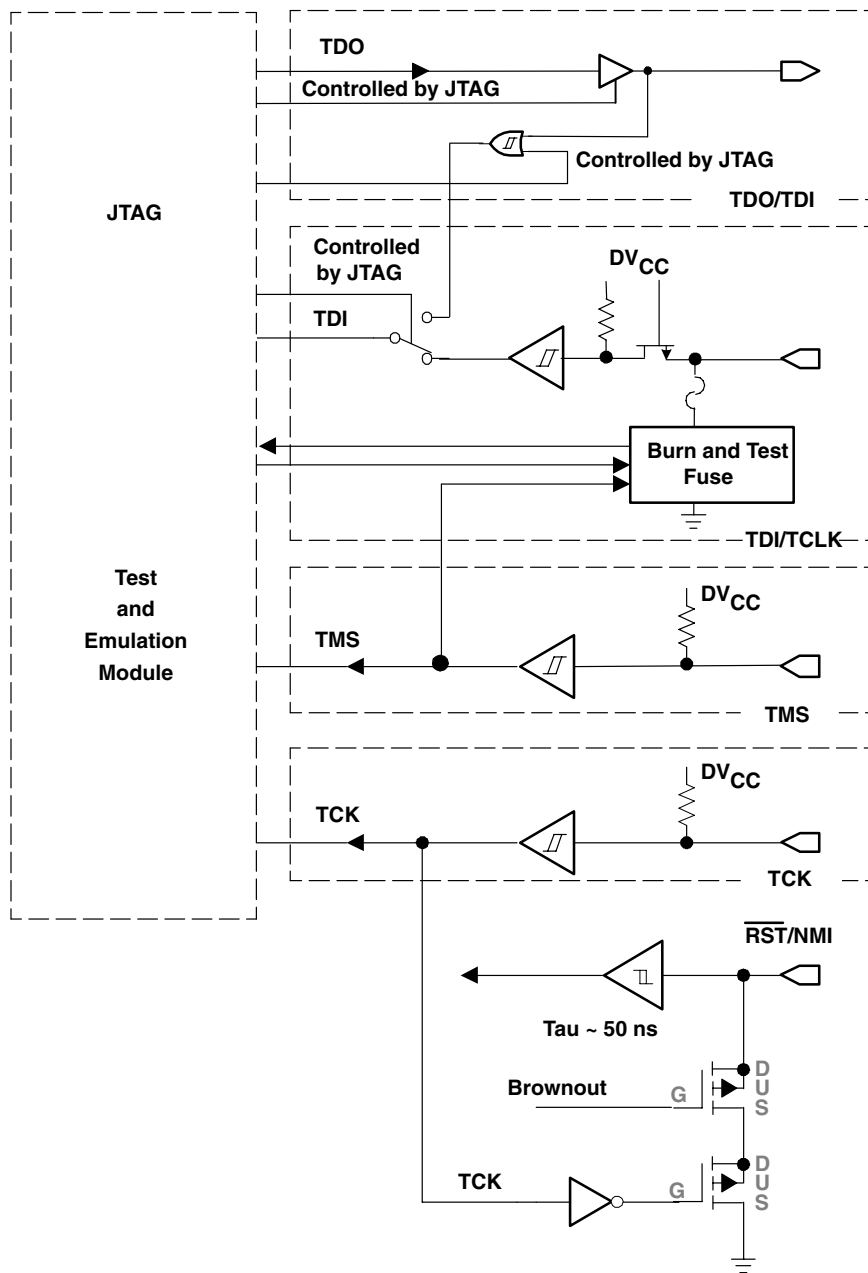 TDO
Controlled by JTAG
Controlled by JTAG
TDO/TDI
JTAG
Controlled
by JTAG
TDI
DVCC
Burn and Test
Fuse
TDI/TCLK
Test
and
Emulation
Module
TMS
DVCC
TMS
TCK
DVCC
TCK
RST/NMI
Tau ~ 50 ns
Brownout
G
D
U
S
TCK
G
D
U
S